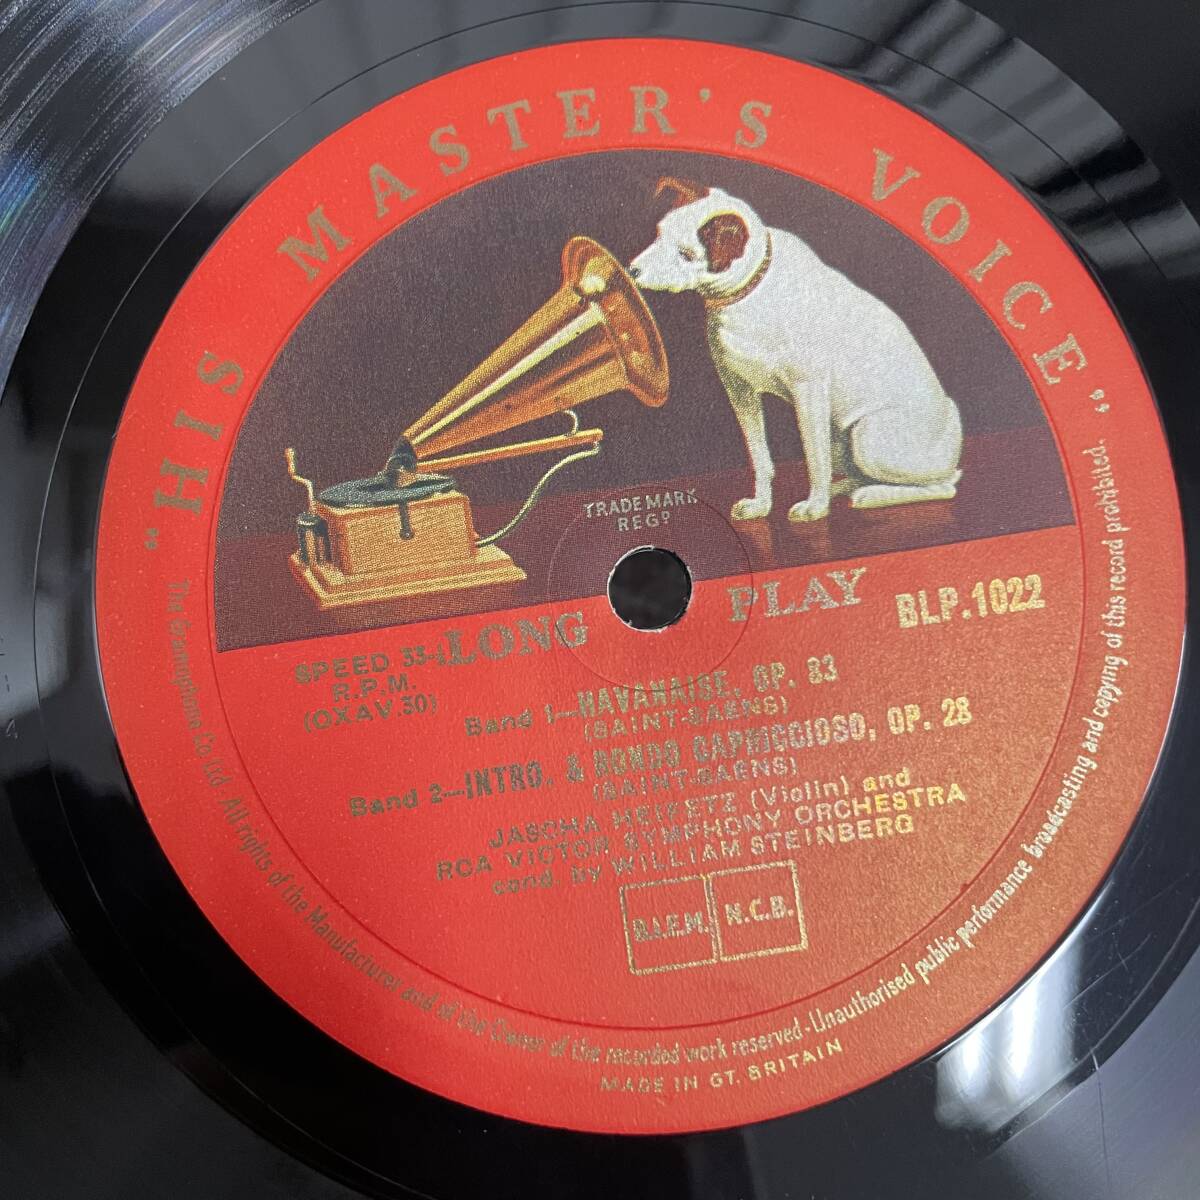 "HIS MASTER'S VOICE"
TRADE MARK
REGD
LONG PLAY
BLP.1022
SPEED 33-
R.P.M.
(OXAV.30)
Band 1—HAVANAISE, OP. 83
(SAINT-SAENS)
Band 2—INTRO. & RONDO CAPRICCIOSO, OP. 28
(SAINT-SAENS)
JASCHA HEIFETZ (Violin) and
RCA VICTOR SYMPHONY ORCHESTRA
cond. by WILLIAM STEINBERG
B.I.E.M. N.C.B.
The Gramophone Co Ltd. All rights of the Manufacturer and of the Owner of the recorded work reserved-Unauthorised public performance broadcasting and copying of this record prohibited.
MADE IN GT. BRITAIN